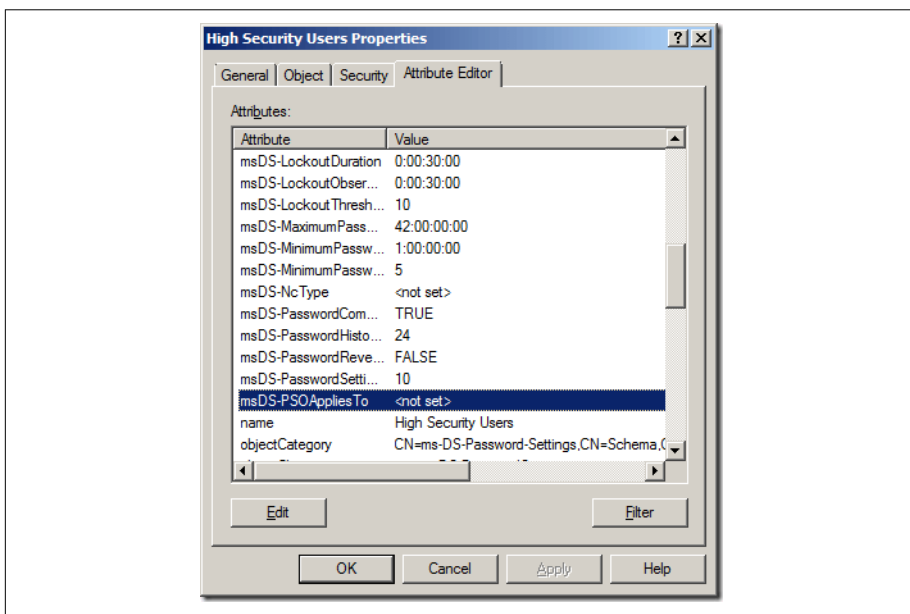 High Security Users Properties
General Object Security Attribute Editor
Attributes:
Attribute Value
msDS-LockoutDuration 0:00:30:00
msDS-LockoutObser... 0:00:30:00
msDS-LockoutThresh... 10
msDS-MaximumPass... 42:00:00:00
msDS-MinimumPassw... 1:00:00:00
msDS-MinimumPassw... 5
msDS-NcType <not set>
msDS-PasswordCom... TRUE
msDS-PasswordHisto... 24
msDS-PasswordReve... FALSE
msDS-PasswordSetti... 10
msDS-PSOAppliesTo <not set>
name High Security Users
objectCategory CN=ms-DS-Password-Settings,CN=Schema,
Edit Filter
OK Cancel Apply Help